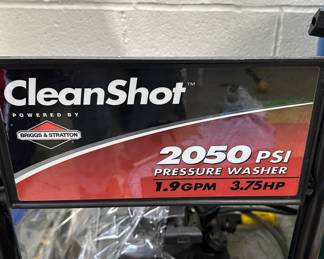 CleanShot™
POWERED BY
BRIGGS & STRATTON
2050 PSI
PRESSURE WASHER
1.9GPM 3.75HP